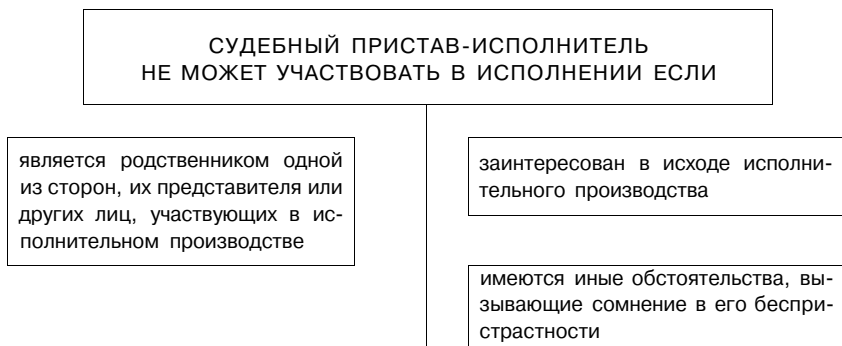 СУДЕБНЫЙ ПРИСТАВ-ИСПОЛНИТЕЛЬ
НЕ МОЖЕТ УЧАСТВОВАТЬ В ИСПОЛНЕНИИ ЕСЛИ
является родственником одной
из сторон, их представителя или
других лиц, участвующих в ис-
полнительном производстве
заинтересован в исходе исполни-
тельного производства
имеются иные обстоятельства, вы-
зывающие сомнение в его беспри-
страстности